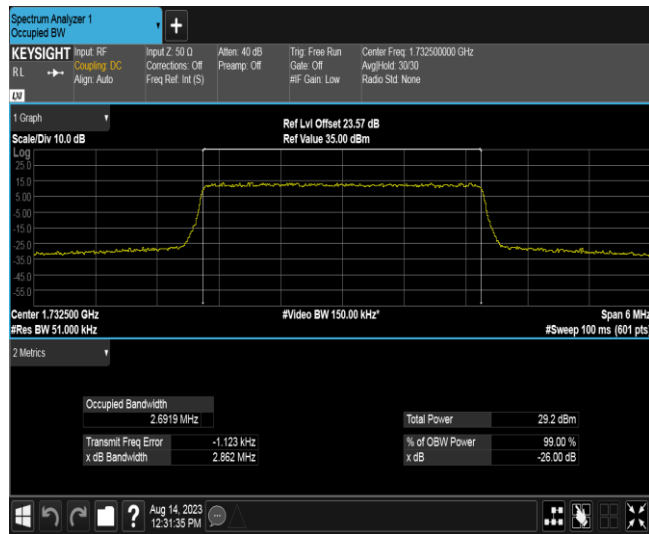 Spectrum Analyzer 1
Occupied BW
+
KEYSIGHT Input: RF Input Z: 50 Ω Atten: 40 dB Trig: Free Run Center Freq: 1.732500000 GHz
RL Coupling: DC Corrections: Off Preamp: Off Gate: Off Avg|Hold: 30/30
Align: Auto Freq Ref: Int (S) #IF Gain: Low Radio Std: None
LXI
1 Graph
Ref Lvl Offset 23.57 dB
Scale/Div 10.0 dB Ref Value 35.00 dBm
Log
25.0
15.0
5.00
-5.00
-15.0
-25.0
-35.0
-45.0
-55.0
Center 1.732500 GHz #Video BW 150.00 kHz* Span 6 MHz
#Res BW 51.000 kHz #Sweep 100 ms (601 pts)
2 Metrics
Occupied Bandwidth
2.6919 MHz Total Power 29.2 dBm
Transmit Freq Error -1.123 kHz % of OBW Power 99.00 %
x dB Bandwidth 2.862 MHz x dB -26.00 dB
? Aug 14, 2023
12:31:35 PM